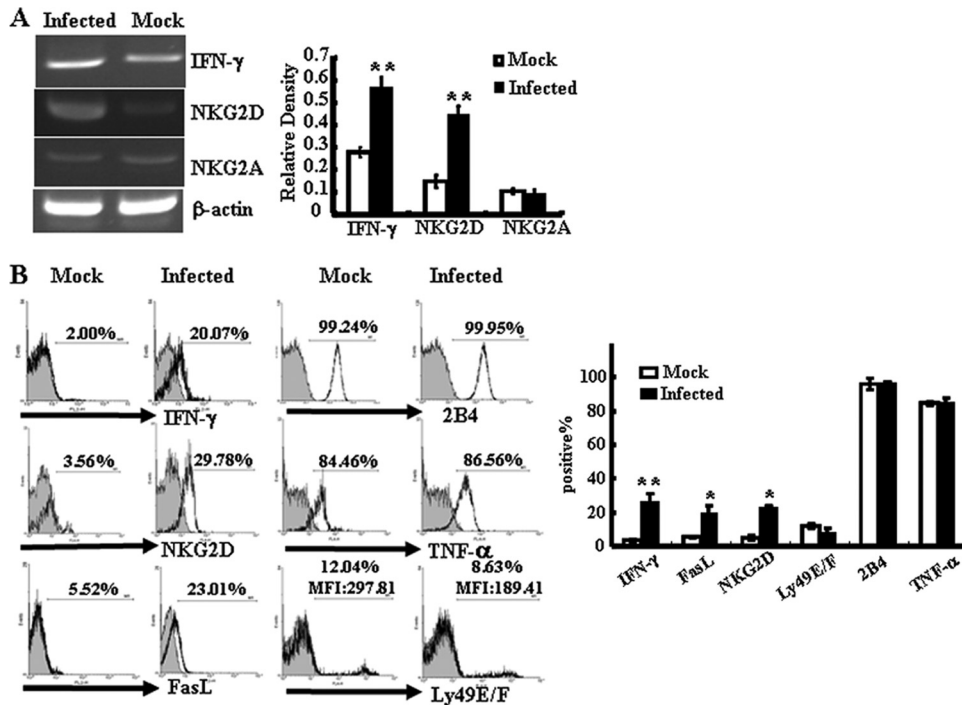 A
Infected Mock
IFN-γ
NKG2D
NKG2A
β-actin
Relative Density
0.7
0.6
0.5
0.4
0.3
0.2
0.1
0
Mock
Infected
**
**
IFN-γ NKG2D NKG2A
B
Mock Infected Mock Infected
2.00% 20.07% 99.24% 99.95%
IFN-γ 2B4
3.56% 29.78% 84.46% 86.56%
NKG2D TNF-α
5.52% 23.01% 12.04% 8.63%
MFI:297.81 MFI:189.41
FasL Ly49E/F
positive%
100
80
60
40
20
0
Mock
Infected
** * *
IFN-γ FasL NKG2D Ly49E/F 2B4 TNF-α